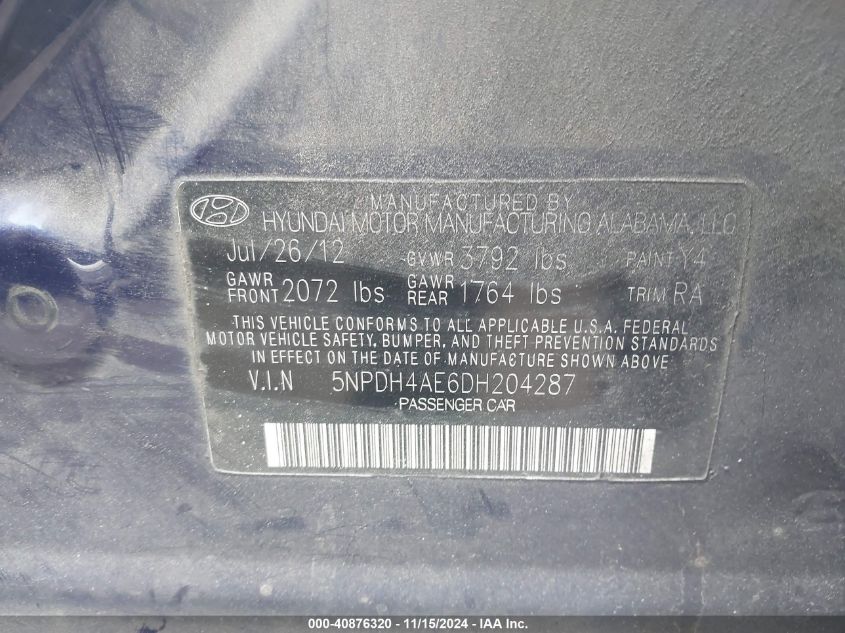 MANUFACTURED BY
HYUNDAI MOTOR MANUFACTURING ALABAMA, LLC
Jul/26/12 GVWR 3792 lbs PAINT Y4
GAWR FRONT 2072 lbs GAWR REAR 1764 lbs TRIM RA
THIS VEHICLE CONFORMS TO ALL APPLICABLE U.S.A. FEDERAL
MOTOR VEHICLE SAFETY, BUMPER, AND THEFT PREVENTION STANDARDS
IN EFFECT ON THE DATE OF MANUFACTURE SHOWN ABOVE
V.I.N 5NPDH4AE6DH204287
PASSENGER CAR
000-40876320 - 11/15/2024 - IAA Inc.